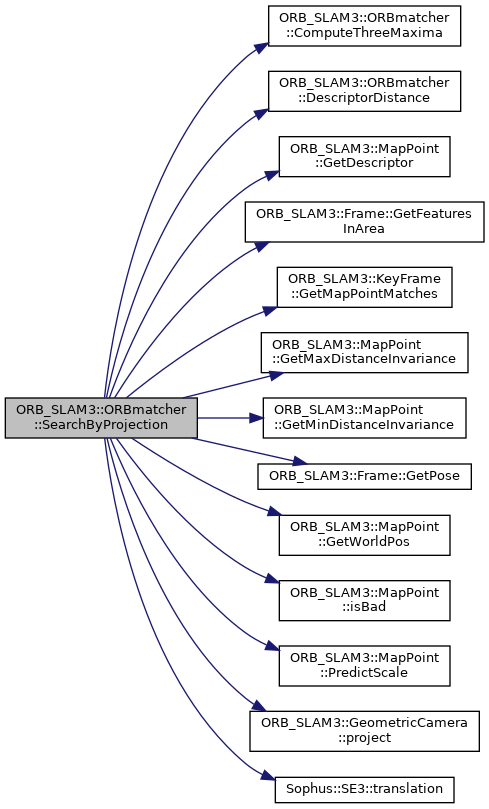 ORB_SLAM3::ORBmatcher
::ComputeThreeMaxima
ORB_SLAM3::ORBmatcher
::DescriptorDistance
ORB_SLAM3::MapPoint
::GetDescriptor
ORB_SLAM3::Frame::GetFeatures
InArea
ORB_SLAM3::KeyFrame
::GetMapPointMatches
ORB_SLAM3::MapPoint
::GetMaxDistanceInvariance
ORB_SLAM3::ORBmatcher
::SearchByProjection
ORB_SLAM3::MapPoint
::GetMinDistanceInvariance
ORB_SLAM3::Frame::GetPose
ORB_SLAM3::MapPoint
::GetWorldPos
ORB_SLAM3::MapPoint
::isBad
ORB_SLAM3::MapPoint
::PredictScale
ORB_SLAM3::GeometricCamera
::project
Sophus::SE3::translation